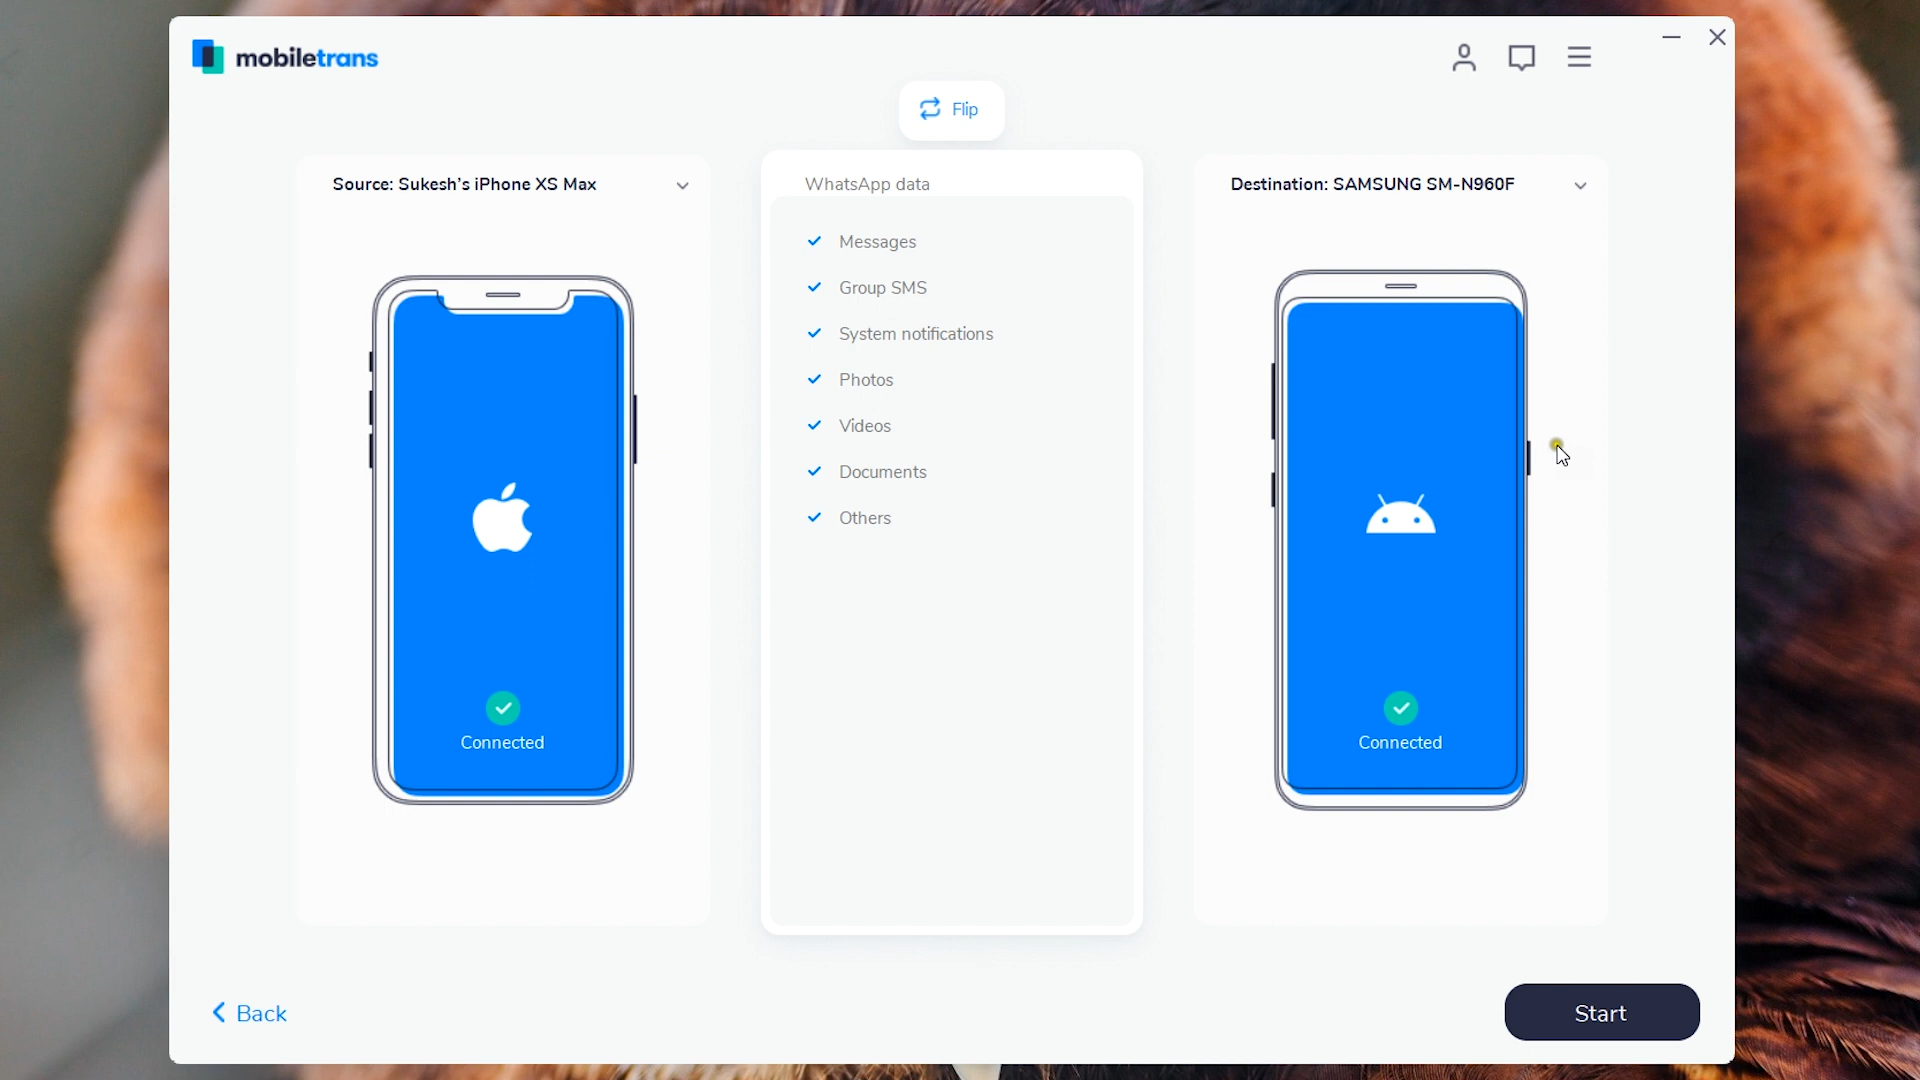 mobiletrans
Flip
Source: Sukesh's iPhone XS Max
WhatsApp data
Destination: SAMSUNG SM-N960F
Messages
Group SMS
System notifications
Photos
Videos
Documents
Others
Connected
Connected
Back
Start